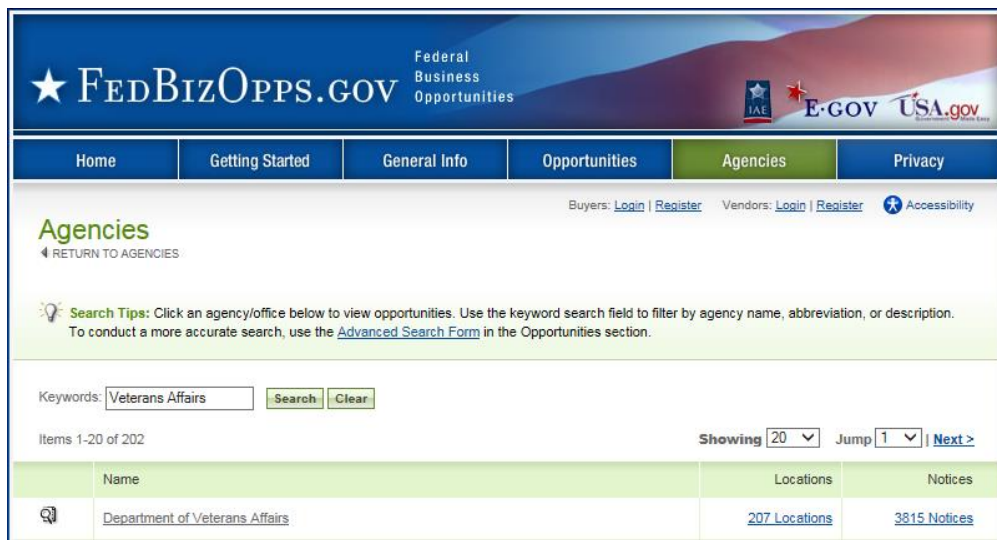 FEDBIZOPPS.GOV
Federal
Business
Opportunities
IAE
E-GOV
USA.gov
Home Getting Started General Info Opportunities Agencies Privacy
Buyers: Login | Register Vendors: Login | Register Accessibility
Agencies
RETURN TO AGENCIES
Search Tips: Click an agency/office below to view opportunities. Use the keyword search field to filter by agency name, abbreviation, or description.
To conduct a more accurate search, use the Advanced Search Form in the Opportunities section.
Keywords: Veterans Affairs Search Clear
Items 1-20 of 202 Showing 20 Jump 1 | Next >
Name Locations Notices
Department of Veterans Affairs 207 Locations 3815 Notices